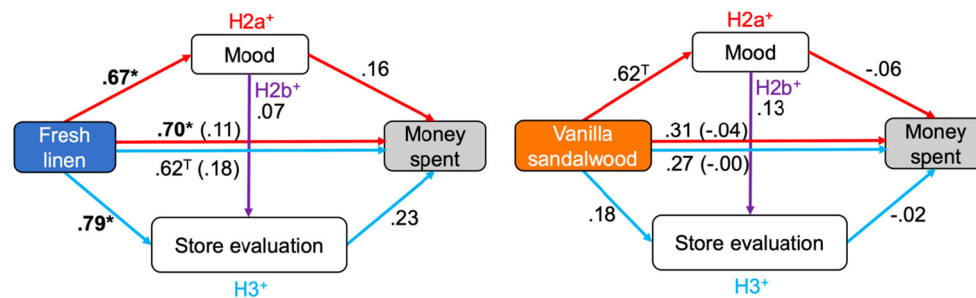 H2a⁺
Mood
.67*
.16
H2b⁺
.07
Fresh
linen
.70* (.11)
.62ᵀ (.18)
Money
spent
.79*
.23
Store evaluation
H3⁺
H2a⁺
Mood
.62ᵀ
-.06
H2b⁺
.13
Vanilla
sandalwood
.31 (-.04)
.27 (-.00)
Money
spent
.18
-.02
Store evaluation
H3⁺